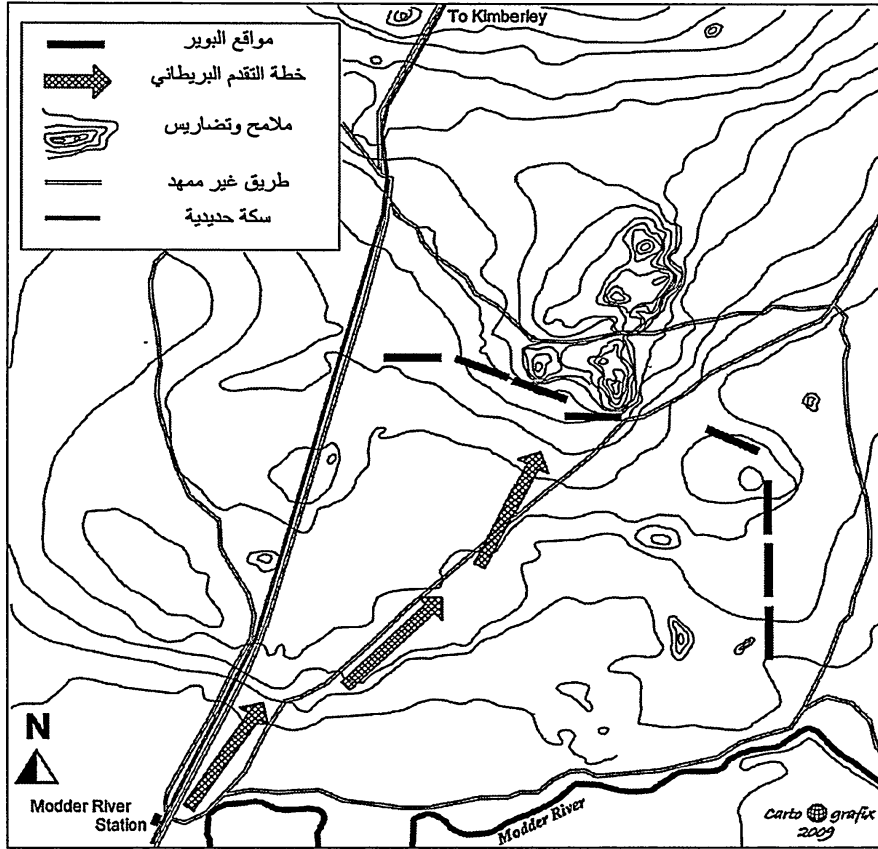 To Kimberley
مواقع البوير
خطة التقدم البريطاني
ملامح وتضاريس
طريق غير ممهد
سكة حديدية
N
Modder River
Station
Modder River
Carto grafix
2009